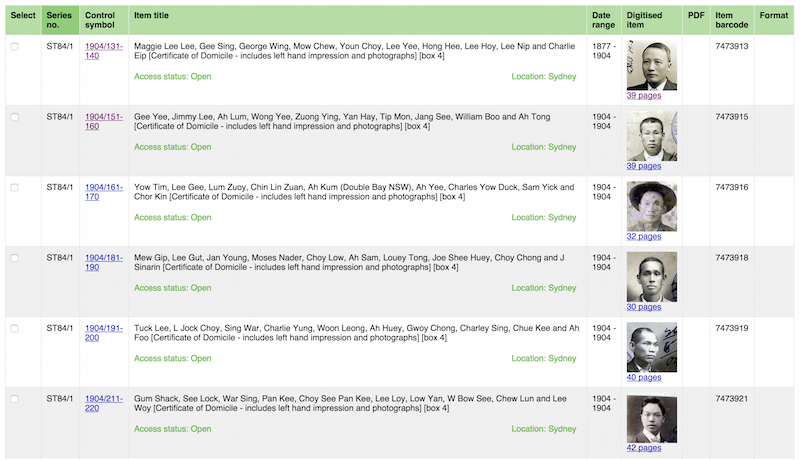 Select Series no. Control symbol Item title Date range Digitised item PDF Item barcode Format
ST84/1 1904/131-140 Maggie Lee Lee, Gee Sing, George Wing, Mow Chew, Youn Choy, Lee Yee, Hong Hee, Lee Hoy, Lee Nip and Charlie
Eip [Certificate of Domicile - includes left hand impression and photographs] [box 4]
1877 - 1904
7473913
Access status: Open Location: Sydney
39 pages
ST84/1 1904/151-160 Gee Yee, Jimmy Lee, Ah Lum, Wong Yee, Zuong Ying, Yan Hay, Tip Mon, Jang See, William Boo and Ah Tong
[Certificate of Domicile - includes left hand impression and photographs] [box 4]
1904 - 1904
7473915
Access status: Open Location: Sydney
39 pages
ST84/1 1904/161-170 Yow Tim, Lee Gee, Lum Zuoy, Chin Lin Zuan, Ah Kum (Double Bay NSW), Ah Yee, Charles Yow Duck, Sam Yick and
Chor Kin [Certificate of Domicile - includes left hand impression and photographs] [box 4]
1904 - 1904
7473916
Access status: Open Location: Sydney
32 pages
ST84/1 1904/181-190 Mew Gip, Lee Gut, Jan Young, Moses Nader, Choy Low, Ah Sam, Louey Tong, Joe Shee Huey, Choy Chong and J
Sinarin [Certificate of Domicile - includes left hand impression and photographs] [box 4]
1904 - 1904
7473918
Access status: Open Location: Sydney
30 pages
ST84/1 1904/191-200 Tuck Lee, L Jock Choy, Sing War, Charlie Yung, Woon Leong, Ah Huey, Gwoy Chong, Charley Sing, Chue Kee and Ah
Foo [Certificate of Domicile - includes left hand impression and photographs] [box 4]
1904 - 1904
7473919
Access status: Open Location: Sydney
40 pages
ST84/1 1904/211-220 Gum Shack, See Lock, War Sing, Pan Kee, Choy See Pan Kee, Lee Loy, Low Yan, W Bow See, Chew Lun and Lee
Woy [Certificate of Domicile - includes left hand impression and photographs] [box 4]
1904 - 1904
7473921
Access status: Open Location: Sydney
42 pages